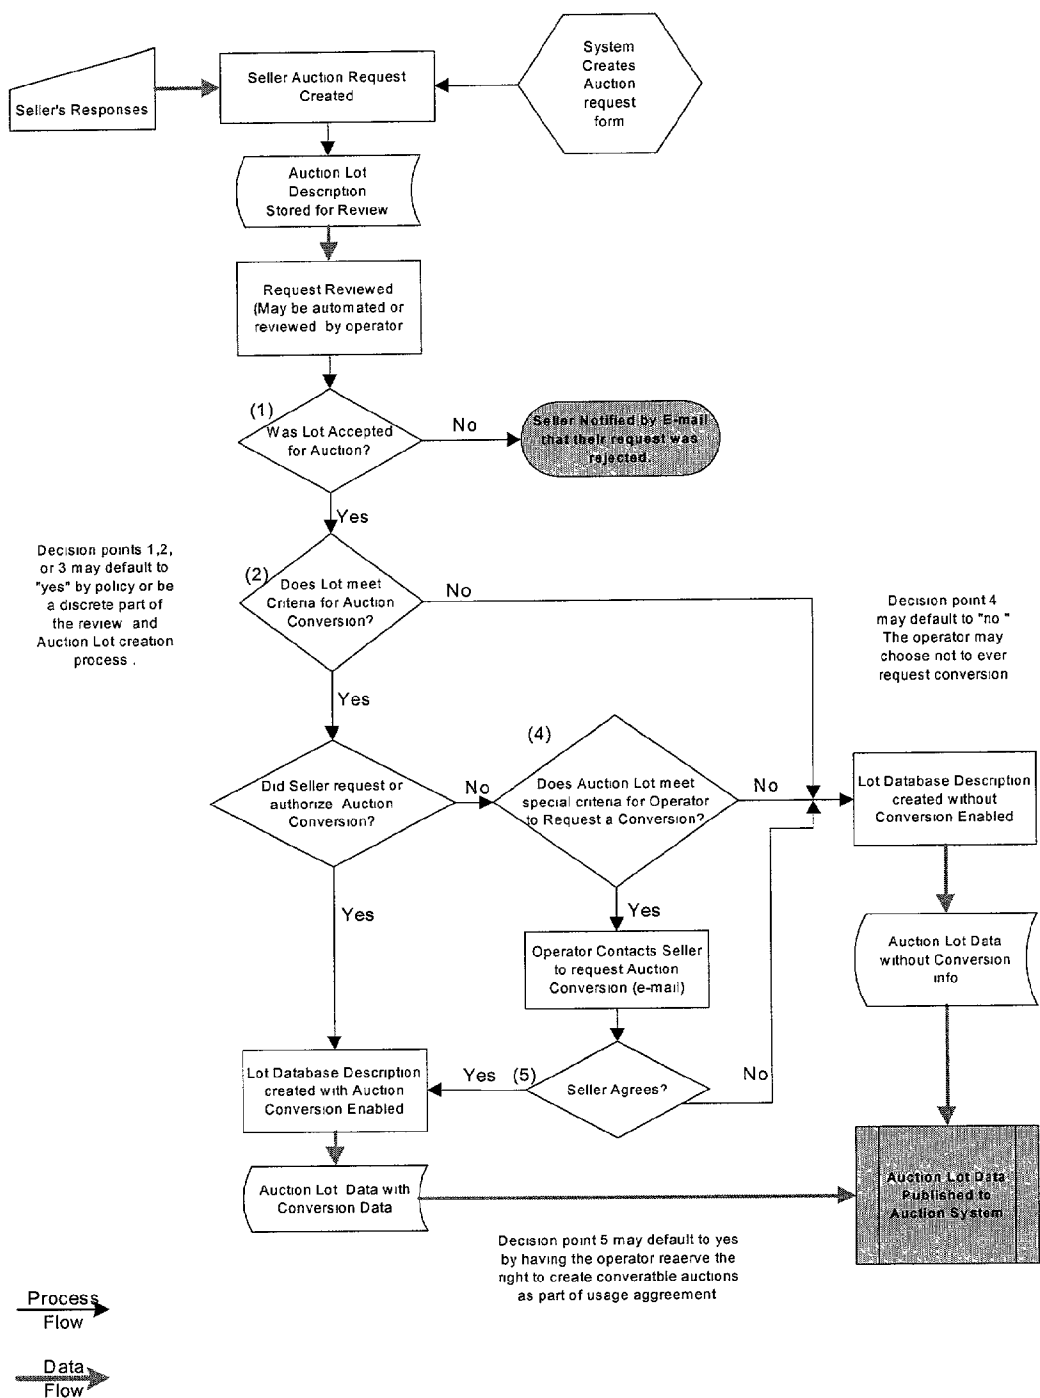 System
Creates
Auction
request
form
Seller's Responses
Seller Auction Request
Created
Auction Lot
Description
Stored for Review
Request Reviewed
(May be automated or
reviewed by operator
(1)
Was Lot Accepted
for Auction?
No
Seller Notified by E-mail
that their request was
rejected.
Yes
Decision points 1,2,
or 3 may default to
"yes" by policy or be
a discrete part of
the review and
Auction Lot creation
process .
(2)
Does Lot meet
Criteria for Auction
Conversion?
No
Decision point 4
may default to "no "
The operator may
choose not to ever
request conversion
Yes
Did Seller request or
authorize Auction
Conversion?
No
(4)
Does Auction Lot meet
special criteria for Operator
to Request a Conversion?
No
Lot Database Description
created without
Conversion Enabled
Yes
Yes
Operator Contacts Seller
to request Auction
Conversion (e-mail)
Auction Lot Data
without Conversion
info
Lot Database Description
created with Auction
Conversion Enabled
Yes
(5)
Seller Agrees?
No
Auction Lot Data with
Conversion Data
Auction Lot Data
Published to
Auction System
Decision point 5 may default to yes
by having the operator reaerve the
right to create converatble auctions
as part of usage aggreement
Process
Flow
Data
Flow